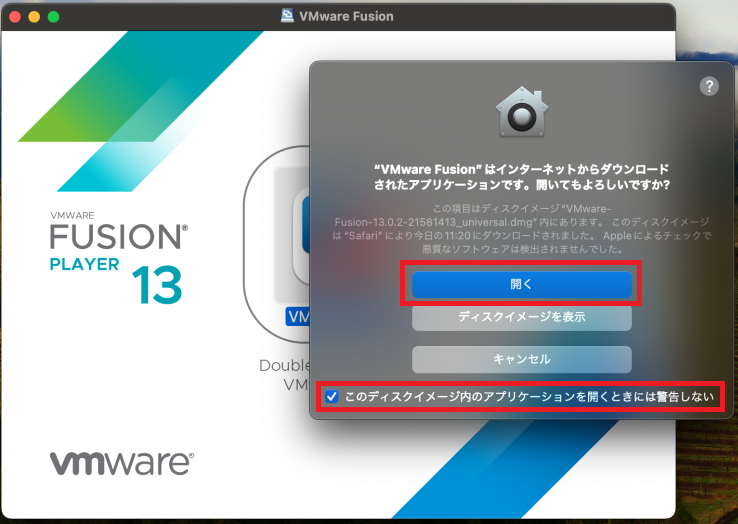 VMware Fusion
VMWARE
FUSION®
PLAYER 13
VM
Double
VM
vmware®
?
“VMware Fusion”はインターネットからダウンロード
されたアプリケーションです。開いてもよろしいですか?
この項目はディスクイメージ“VMware-
Fusion-13.0.2-21581413_universal.dmg”内にあります。このディスクイメージ
は“Safari”により今日の11:20にダウンロードされました。Appleによるチェックで
悪質なソフトウェアは検出されませんでした。
開く
ディスクイメージを表示
キャンセル
このディスクイメージ内のアプリケーションを開くときには警告しない